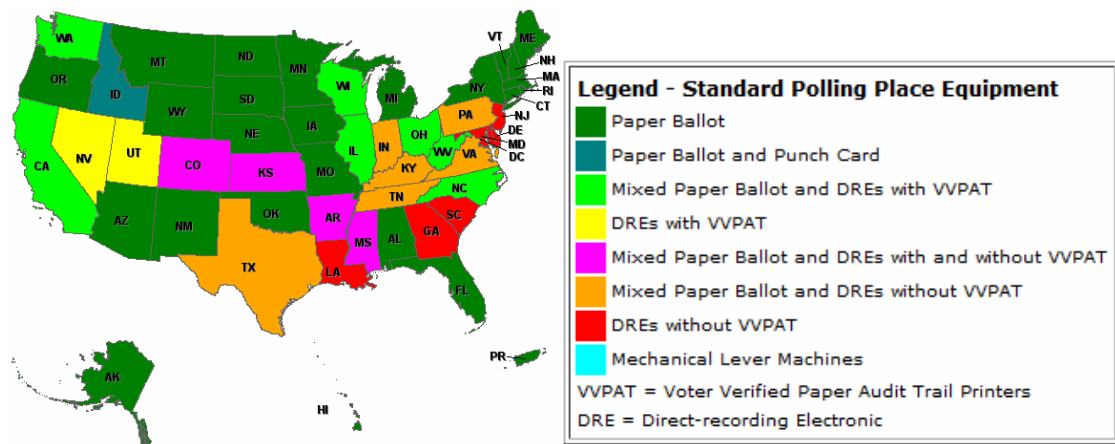 WA
MT
ND
MN
VT
ME
NH
MA
RI
CT
OR
ID
WY
SD
WI
MI
NY
NE
IA
PA
NJ
DE
MD
DC
NV
UT
CO
KS
MO
IL
IN
OH
WV
VA
KY
CA
AZ
NM
OK
AR
TN
NC
SC
TX
LA
MS
AL
GA
FL
AK
HI
PR
Legend - Standard Polling Place Equipment
Paper Ballot
Paper Ballot and Punch Card
Mixed Paper Ballot and DREs with VVPAT
DREs with VVPAT
Mixed Paper Ballot and DREs with and without VVPAT
Mixed Paper Ballot and DREs without VVPAT
DREs without VVPAT
Mechanical Lever Machines
VVPAT = Voter Verified Paper Audit Trail Printers
DRE = Direct-recording Electronic